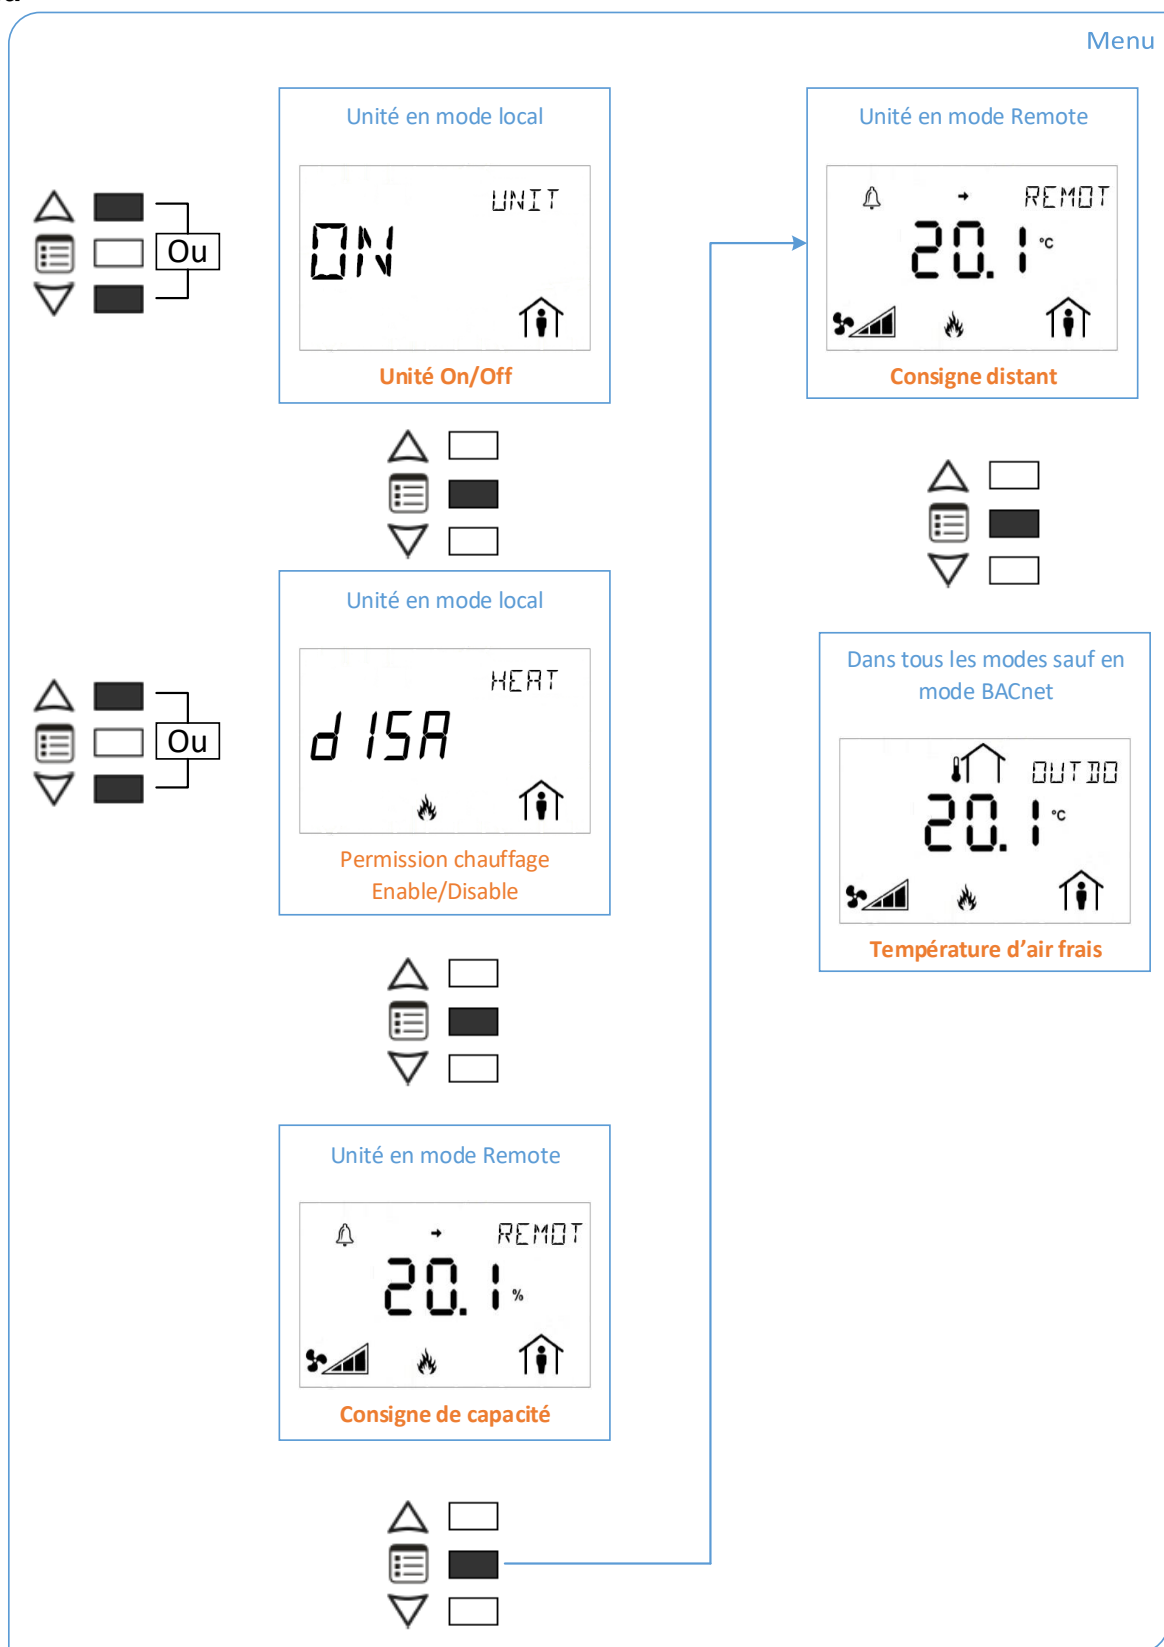 Menu
Unité en mode local
UNIT
ON
Unité On/Off
Ou
Unité en mode local
HEAT
dISA
Permission chauffage
Enable/Disable
Ou
Unité en mode Remote
REMOT
20.1 %
Consigne de capacité
Unité en mode Remote
REMOT
20.1 °C
Consigne distant
Dans tous les modes sauf en
mode BACnet
OUTDO
20.1 °C
Température d’air frais